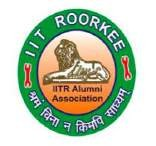 IIT ROORKEE
IITR Alumni
Association
श्रमं विना न किमपि साध्यम्